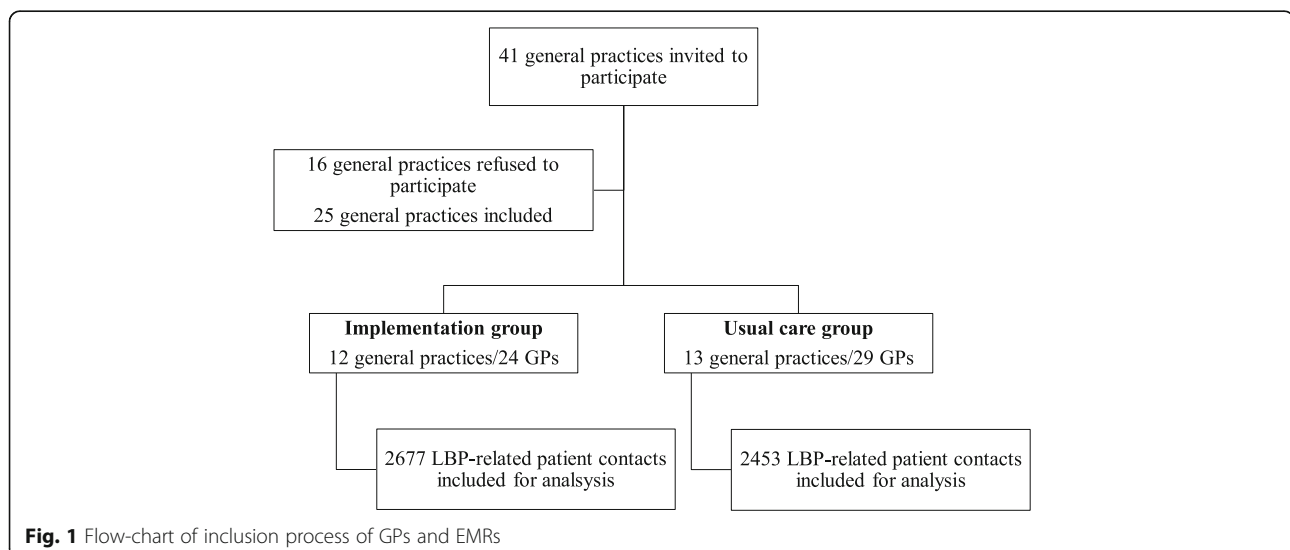 41 general practices invited to
participate
16 general practices refused to
participate
25 general practices included
Implementation group
12 general practices/24 GPs
Usual care group
13 general practices/29 GPs
2677 LBP-related patient contacts
included for analsysis
2453 LBP-related patient contacts
included for analysis
Fig. 1 Flow-chart of inclusion process of GPs and EMRs